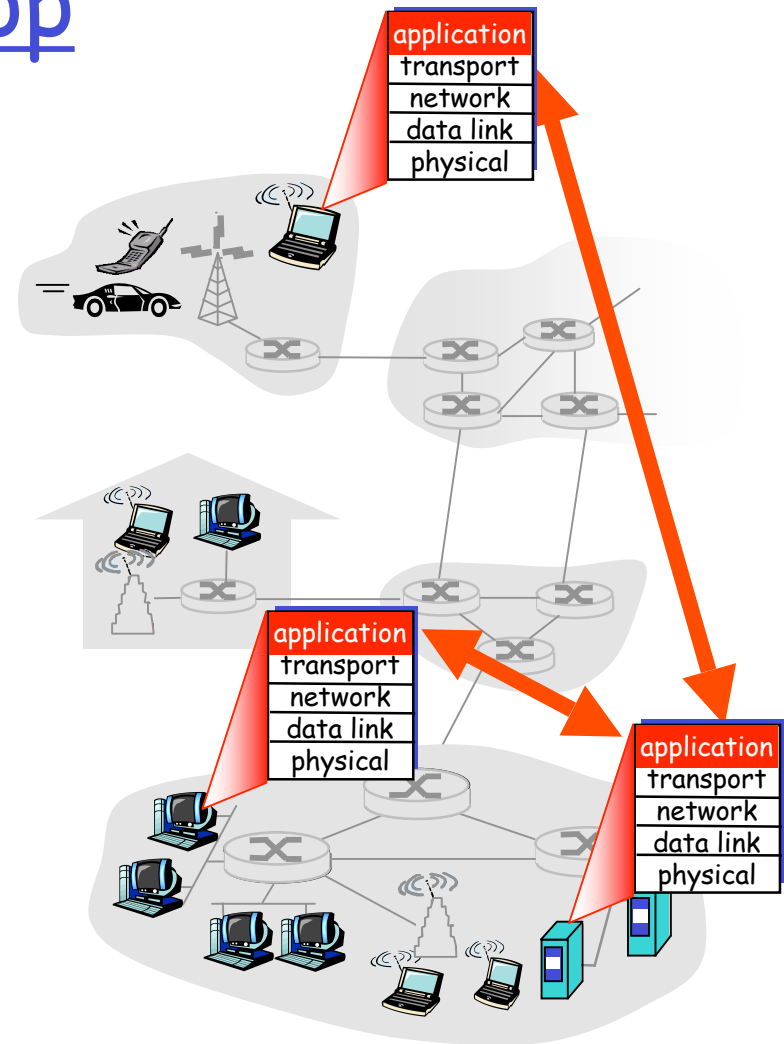 application
transport
network
data link
physical
application
transport
network
data link
physical
application
transport
network
data link
physical